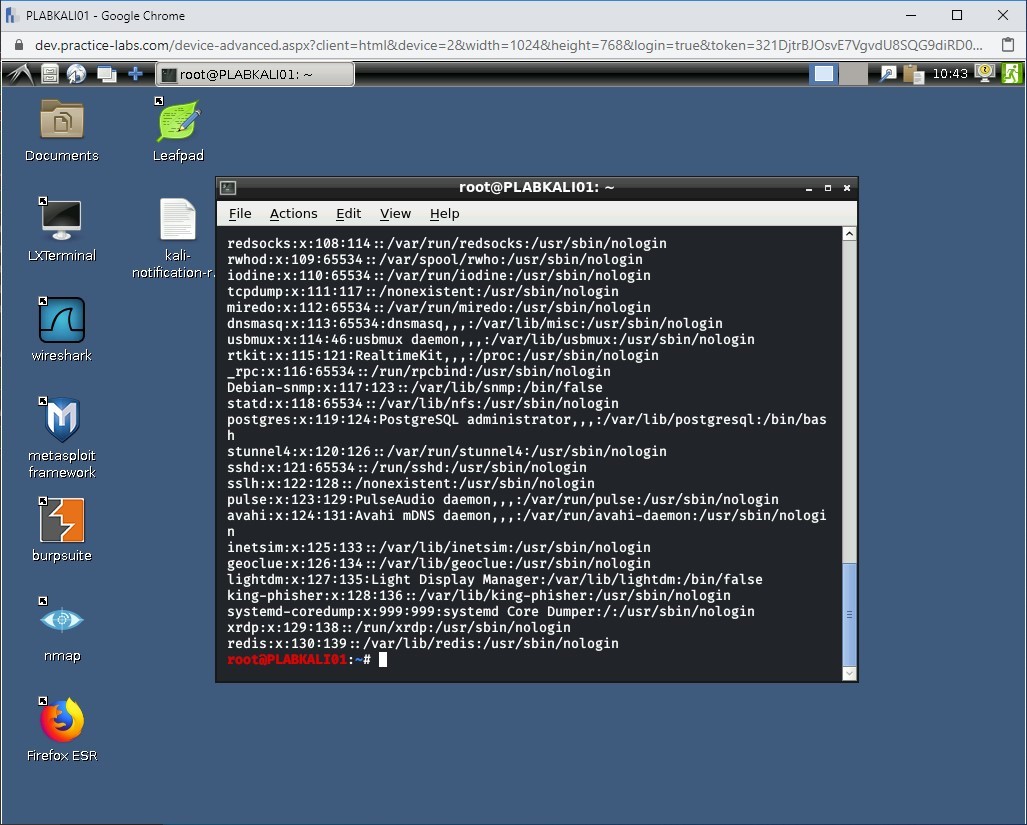 PLABKALI01 - Google Chrome
dev.practice-labs.com/device-advanced.aspx?client=html&device=2&width=1024&height=768&login=true&token=321DjtrBJOsvE7VgvdU8SQG9diRD0...
root@PLABKALI01: ~
10:43
Documents
Leafpad
LXTerminal
kali-
notification-r.
wireshark
metasploit
framework
burpsuite
nmap
Firefox ESR
root@PLABKALI01: ~
File Actions Edit View Help
redsocks:x:108:114::/var/run/redsocks:/usr/sbin/nologin
rwhod:x:109:65534::/var/spool/rwho:/usr/sbin/nologin
iodine:x:110:65534::/var/run/iodine:/usr/sbin/nologin
tcpdump:x:111:117::/nonexistent:/usr/sbin/nologin
miredo:x:112:65534::/var/run/miredo:/usr/sbin/nologin
dnsmasq:x:113:65534:dnsmasq,,,:/var/lib/misc:/usr/sbin/nologin
usbmux:x:114:46:usbmux daemon,,,:/var/lib/usbmux:/usr/sbin/nologin
rtkit:x:115:121:RealtimeKit,,,:/proc:/usr/sbin/nologin
_rpc:x:116:65534::/run/rpcbind:/usr/sbin/nologin
Debian-snmp:x:117:123::/var/lib/snmp:/bin/false
statd:x:118:65534::/var/lib/nfs:/usr/sbin/nologin
postgres:x:119:124:PostgreSQL administrator,,,:/var/lib/postgresql:/bin/bas
h
stunnel4:x:120:126::/var/run/stunnel4:/usr/sbin/nologin
sshd:x:121:65534::/run/sshd:/usr/sbin/nologin
sslh:x:122:128::/nonexistent:/usr/sbin/nologin
pulse:x:123:129:PulseAudio daemon,,,:/var/run/pulse:/usr/sbin/nologin
avahi:x:124:131:Avahi mDNS daemon,,,:/var/run/avahi-daemon:/usr/sbin/nologi
n
inetsim:x:125:133::/var/lib/inetsim:/usr/sbin/nologin
geoclue:x:126:134::/var/lib/geoclue:/usr/sbin/nologin
lightdm:x:127:135:Light Display Manager:/var/lib/lightdm:/bin/false
king-phisher:x:128:136::/var/lib/king-phisher:/usr/sbin/nologin
systemd-coredump:x:999:999:systemd Core Dumper:/:/usr/sbin/nologin
xrdp:x:129:138::/run/xrdp:/usr/sbin/nologin
redis:x:130:139::/var/lib/redis:/usr/sbin/nologin
root@PLABKALI01:~#